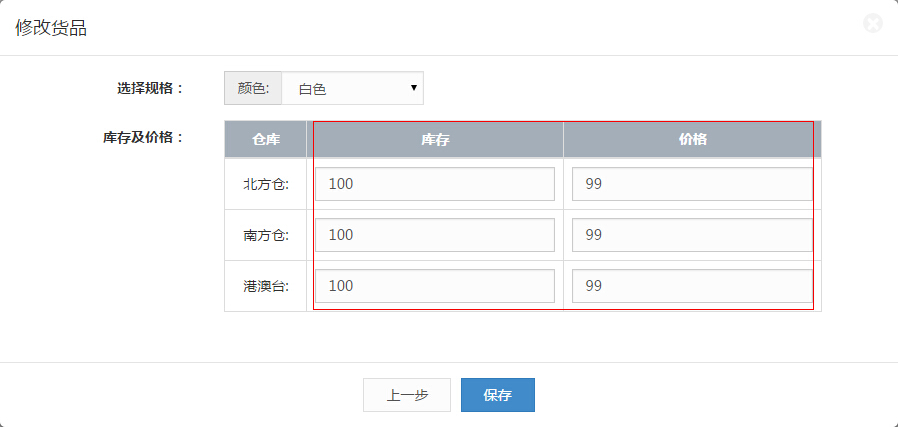 修改货品
选择规格： 颜色: 白色
库存及价格： 仓库 库存 价格
北方仓: 100 99
南方仓: 100 99
港澳台: 100 99
上一步 保存